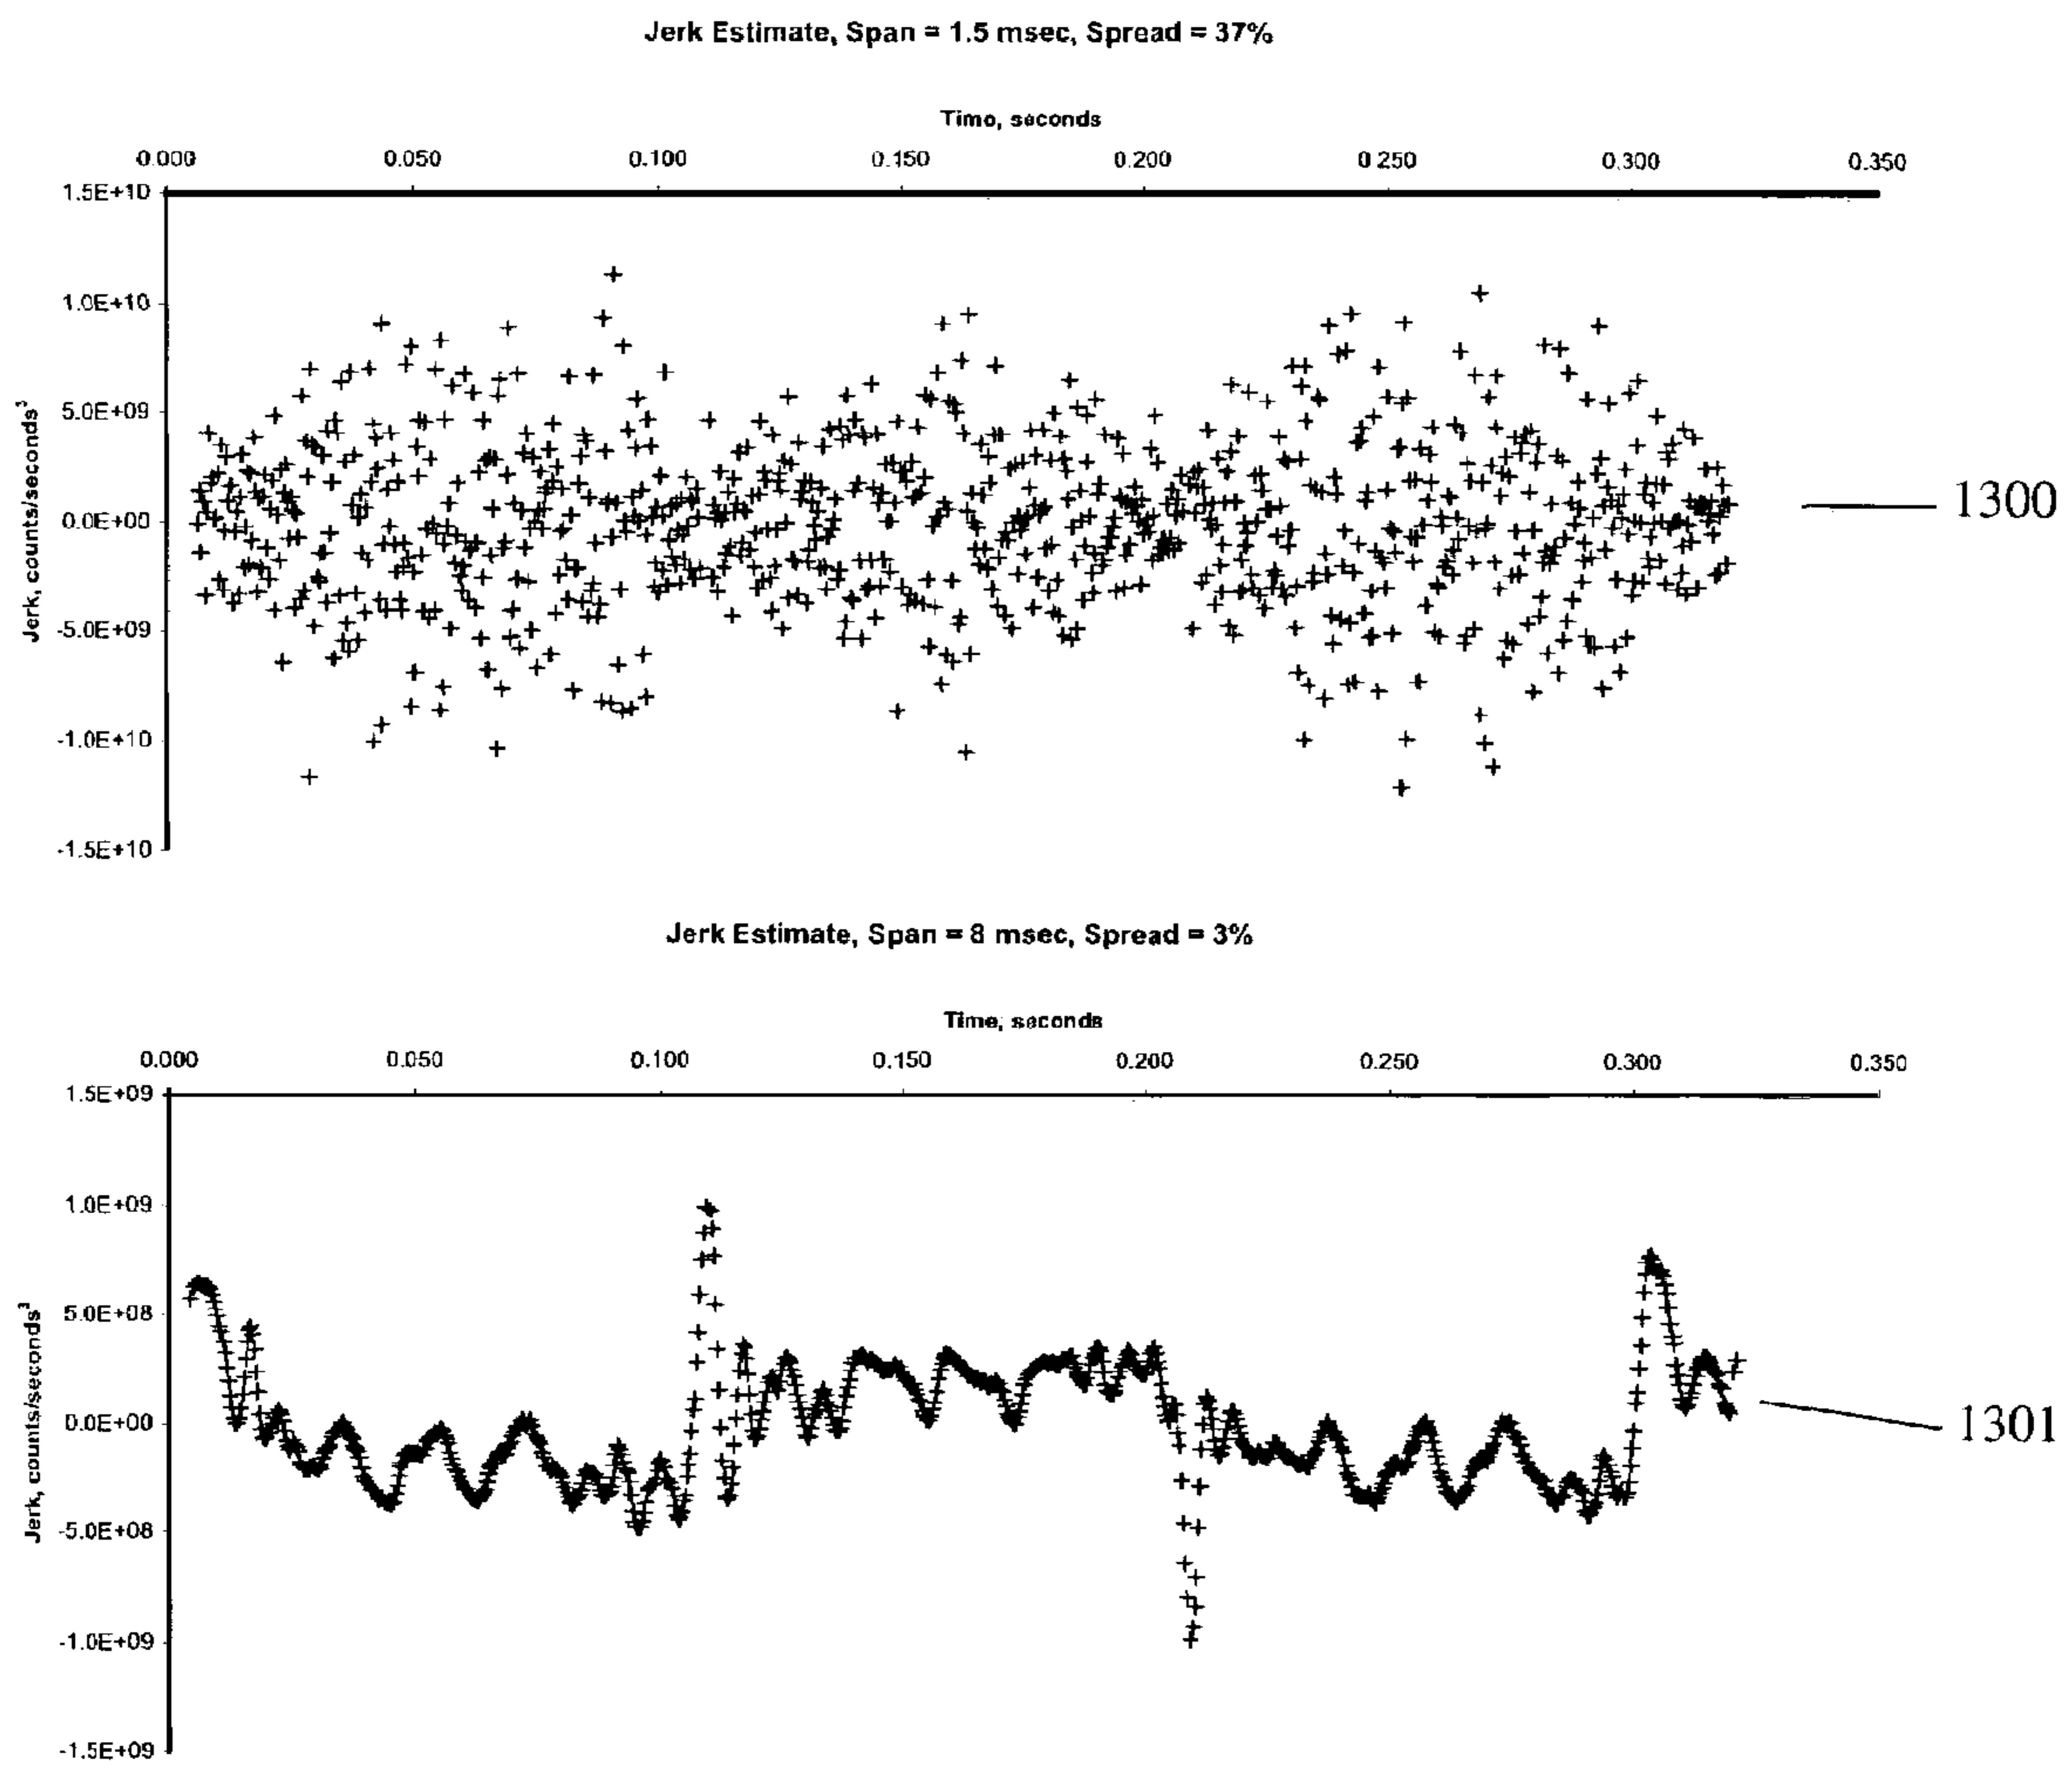 Jerk Estimate, Span = 1.5 msec, Spread = 37%
Time, seconds
0.000 0.050 0.100 0.150 0.200 0.250 0.300 0.350
1.5E+10
1.0E+10
5.0E+09
0.0E+00
-5.0E+09
-1.0E+10
-1.5E+10
Jerk, counts/seconds³
1300
Jerk Estimate, Span = 8 msec, Spread = 3%
Time, seconds
0.000 0.050 0.100 0.150 0.200 0.250 0.300 0.350
1.5E+09
1.0E+09
5.0E+08
0.0E+00
-5.0E+08
-1.0E+09
-1.5E+09
Jerk, counts/seconds³
1301